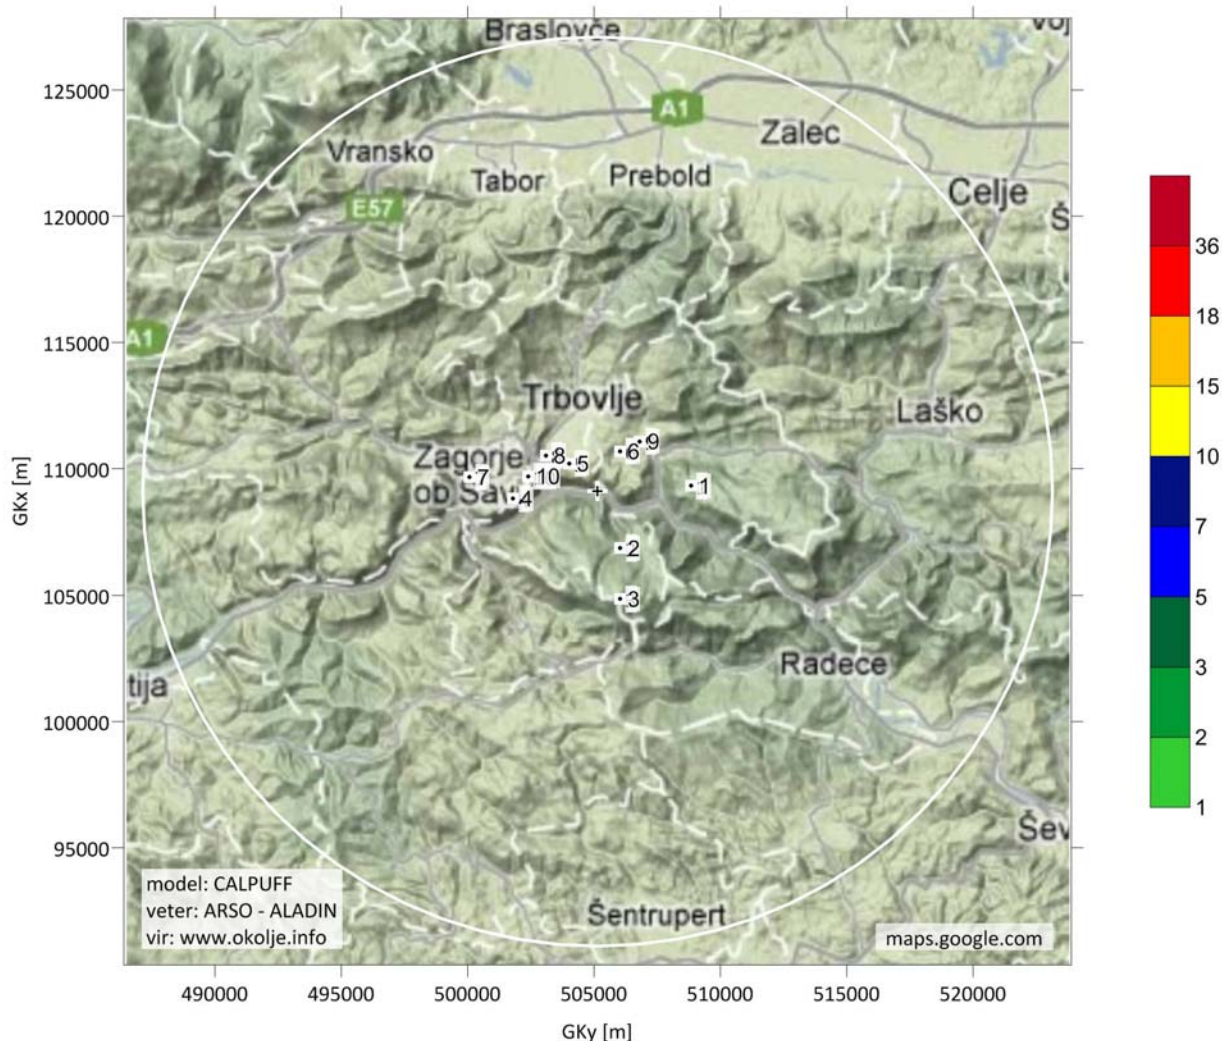 Braslovče
Voj
125000
A1
Zalec
Vransko
Tabor
Prebold
Celje
E57
120000
Š
36
18
A1
115000
15
Trbovlje
Laško
10
Zagorje
ob Sav
8
5
6
9
110000
7
10
1
4
7
GKx [m]
2
5
3
105000
3
Radece
tija
2
100000
1
Šev
95000
model: CALPUFF
veter: ARSO - ALADIN
vir: www.okolje.info
Šentrupert
maps.google.com
490000 495000 500000 505000 510000 515000 520000
GKy [m]